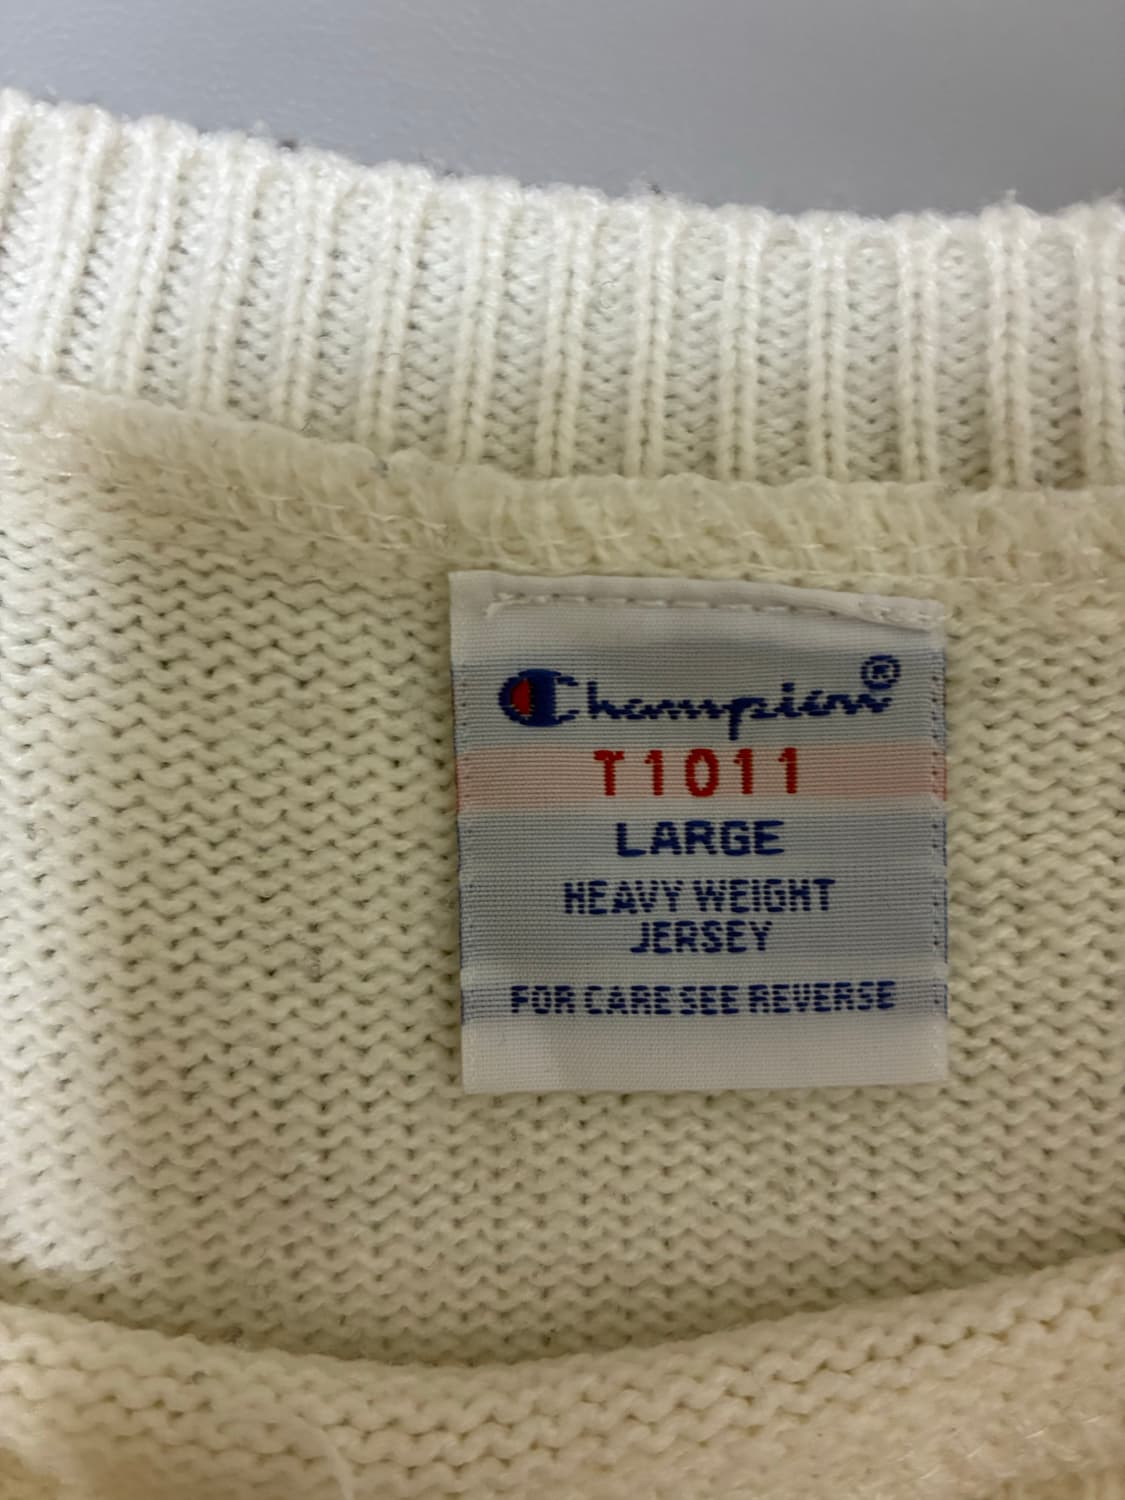 Champion®
T1011
LARGE
HEAVY WEIGHT
JERSEY
FOR CARE SEE REVERSE